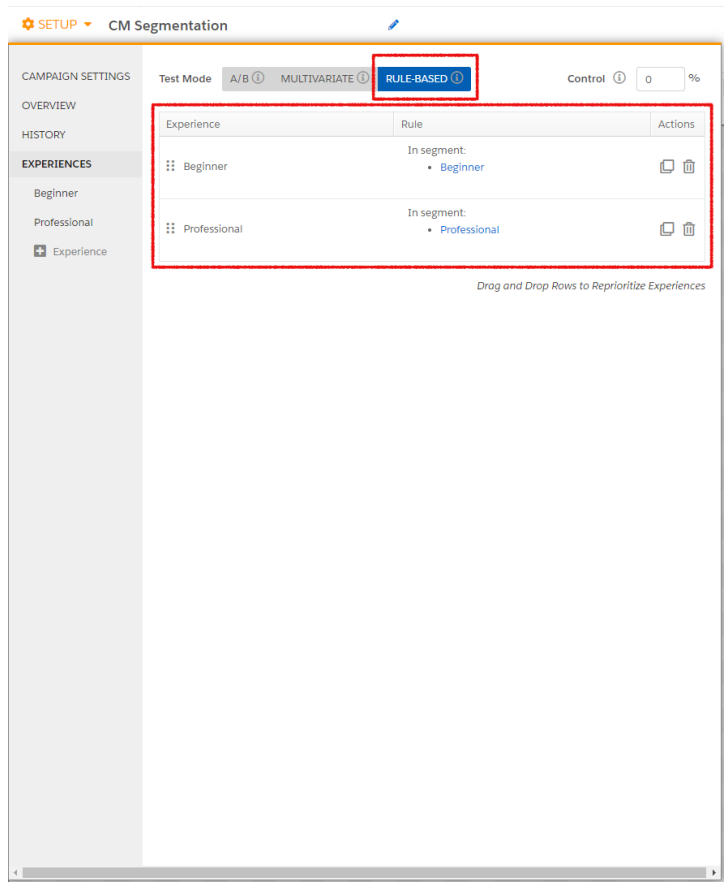 SETUP CM Segmentation
CAMPAIGN SETTINGS
OVERVIEW
HISTORY
EXPERIENCES
Beginner
Professional
Experience
Test Mode A/B MULTIVARIATE RULE-BASED Control 0 %
Experience Rule Actions
Beginner In segment:
• Beginner
Professional In segment:
• Professional
Drag and Drop Rows to Reprioritize Experiences